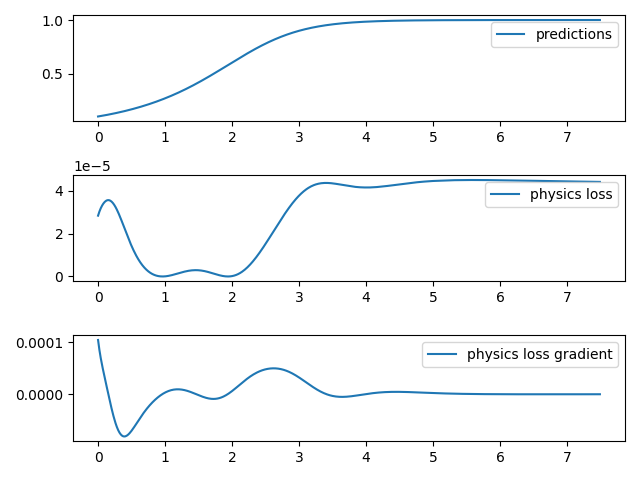 1.0
0.5
predictions
0 1 2 3 4 5 6 7
1e−5
4
2
0
physics loss
0 1 2 3 4 5 6 7
0.0001
0.0000
physics loss gradient
0 1 2 3 4 5 6 7